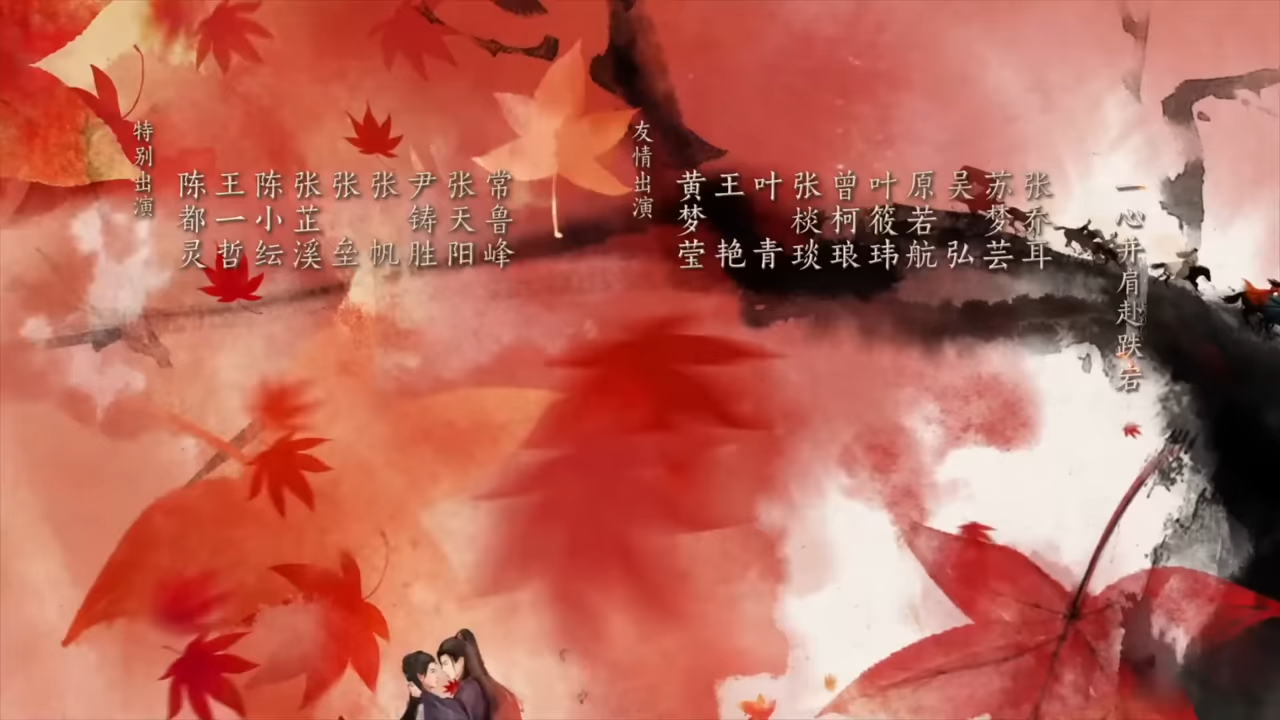 特别出演
陈都灵
王一哲
陈小纭
张芷溪
张垒
张帆
尹铸胜
张天阳
常鲁峰
友情出演
黄梦莹
王艳
叶青
张棪琰
曾柯琅
叶筱玮
原若航
吴弘
苏梦芸
张乔耳
一心并肩赴跌宕